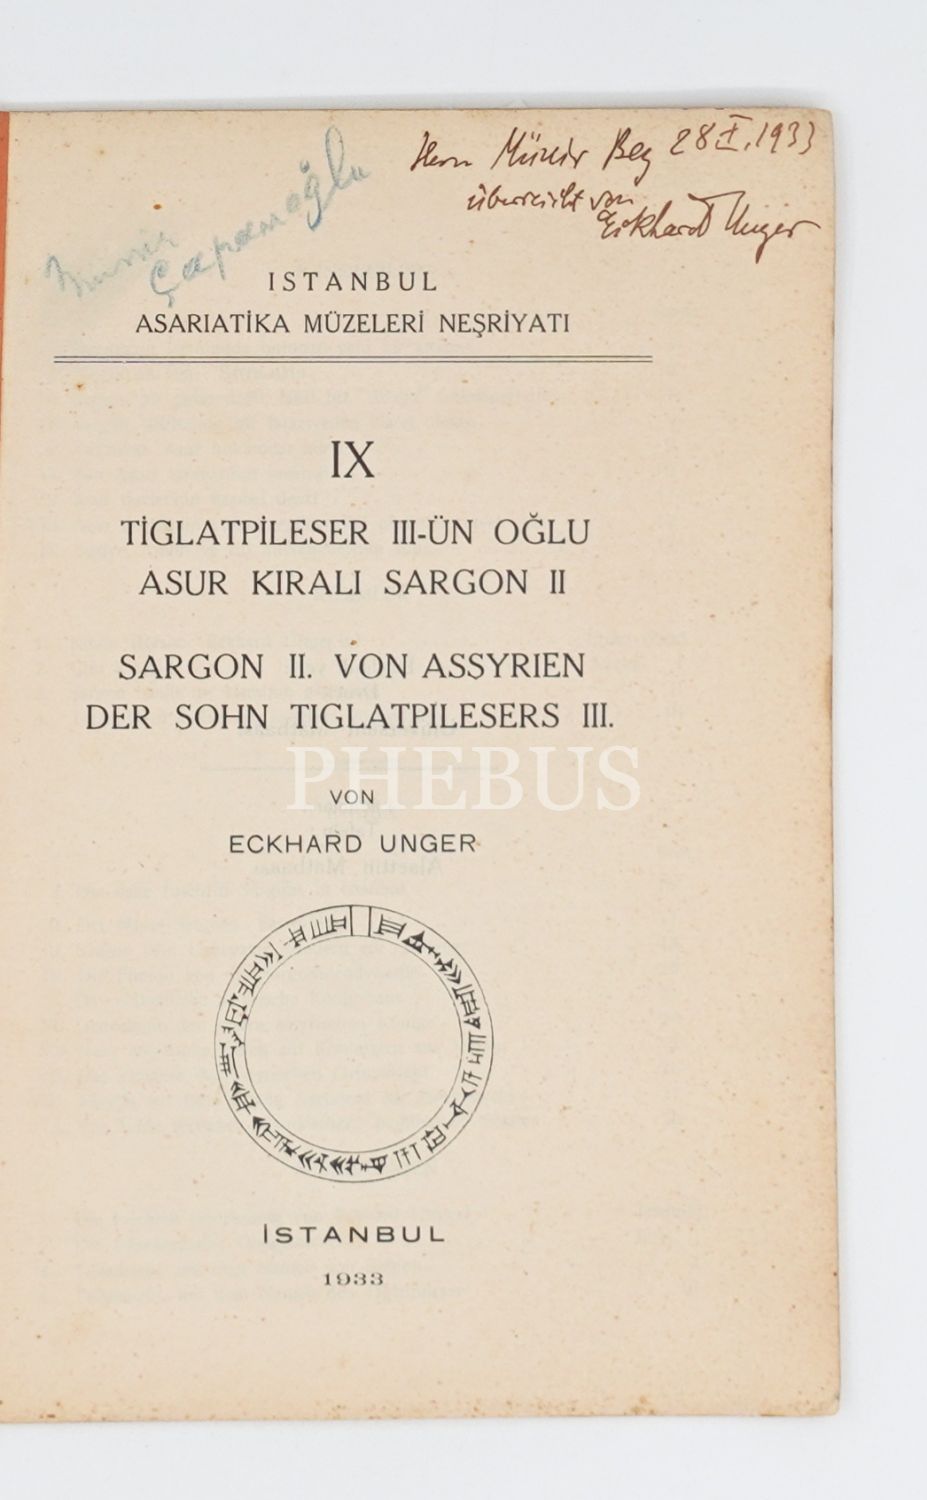 Herrn Münir Bey 28 I. 1933
überreicht von
Eckhard Unger
Münir
Çapanoğlu
ISTANBUL
ASARIATİKA MÜZELERİ NEŞRİYATI
IX
TİGLATPİLESER III-ÜN OĞLU
ASUR KIRALI SARGON II
SARGON II. VON ASSYRIEN
DER SOHN TIGLATPILESERS III.
PHEBUS
VON
ECKHARD UNGER
İSTANBUL
1933